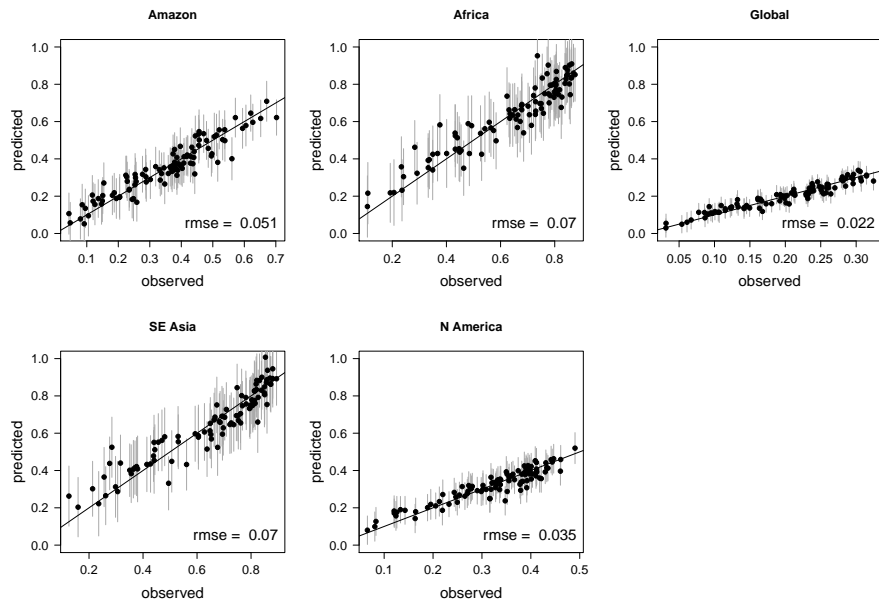 Amazon
predicted
1.0
0.8
0.6
0.4
0.2
0.0
rmse = 0.051
0.1 0.2 0.3 0.4 0.5 0.6 0.7
observed
Africa
predicted
1.0
0.8
0.6
0.4
0.2
0.0
rmse = 0.07
0.2 0.4 0.6 0.8
observed
Global
predicted
1.0
0.8
0.6
0.4
0.2
0.0
rmse = 0.022
0.05 0.10 0.15 0.20 0.25 0.30
observed
SE Asia
predicted
1.0
0.8
0.6
0.4
0.2
0.0
rmse = 0.07
0.2 0.4 0.6 0.8
observed
N America
predicted
1.0
0.8
0.6
0.4
0.2
0.0
rmse = 0.035
0.1 0.2 0.3 0.4 0.5
observed